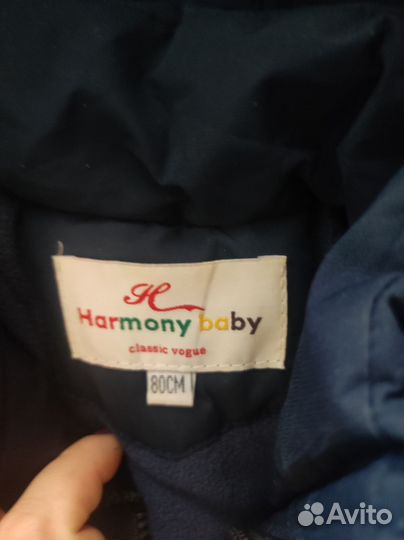 H
Harmony baby
classic vogue
80CM
Avito